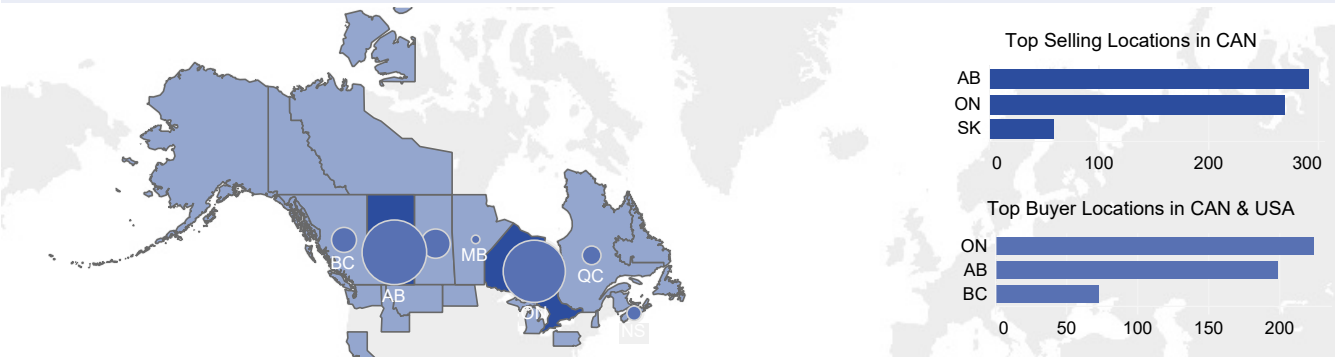 Top Selling Locations in CAN
AB
ON
SK
0 100 200 300
Top Buyer Locations in CAN & USA
ON
AB
BC
0 50 100 150 200
BC
AB
MB
ON
QC
NS